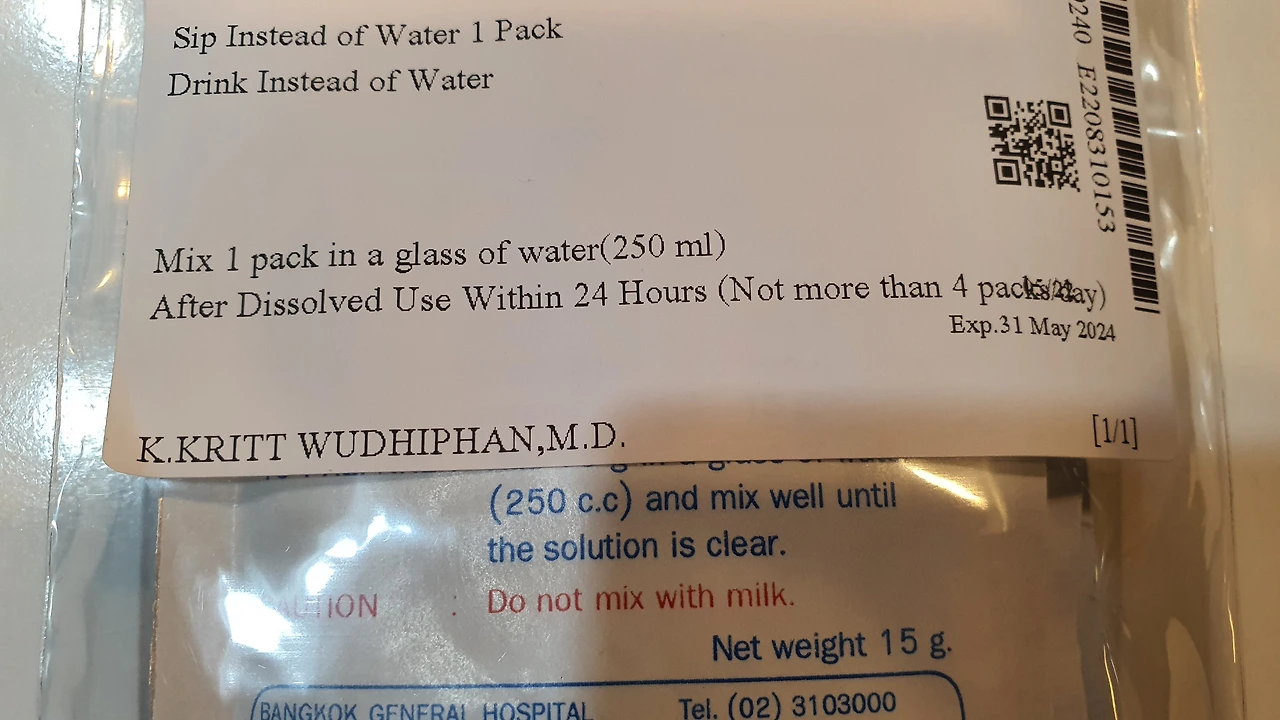 Sip Instead of Water 1 Pack
Drink Instead of Water
0240 E2208310153
Mix 1 pack in a glass of water(250 ml)
After Dissolved Use Within 24 Hours (Not more than 4 packs/day)
Exp.31 May 2024
K.KRITT WUDHIPHAN,M.D.
[1/1]
(250 c.c) and mix well until
the solution is clear.
CAUTION : Do not mix with milk.
Net weight 15 g.
BANGKOK GENERAL HOSPITAL Tel. (02) 3103000